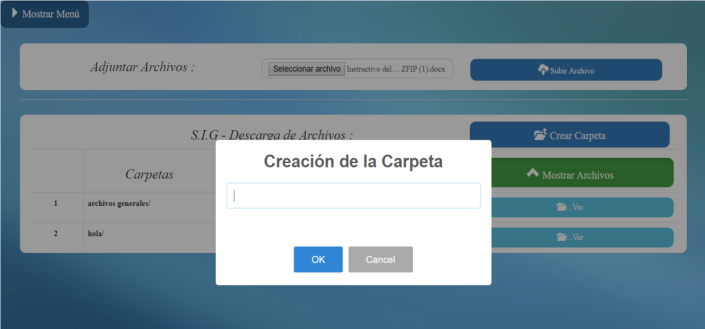 Mostrar Menú
Adjuntar Archivos :
Seleccionar archivo Instructivo del... ZFIP (1).docx
Subir Archivo
S.I.G - Descarga de Archivos :
Crear Carpeta
Creación de la Carpeta
Carpetas
Mostrar Archivos
1 archivos generales/ ...Ver
2 hola/ ...Ver
OK Cancel